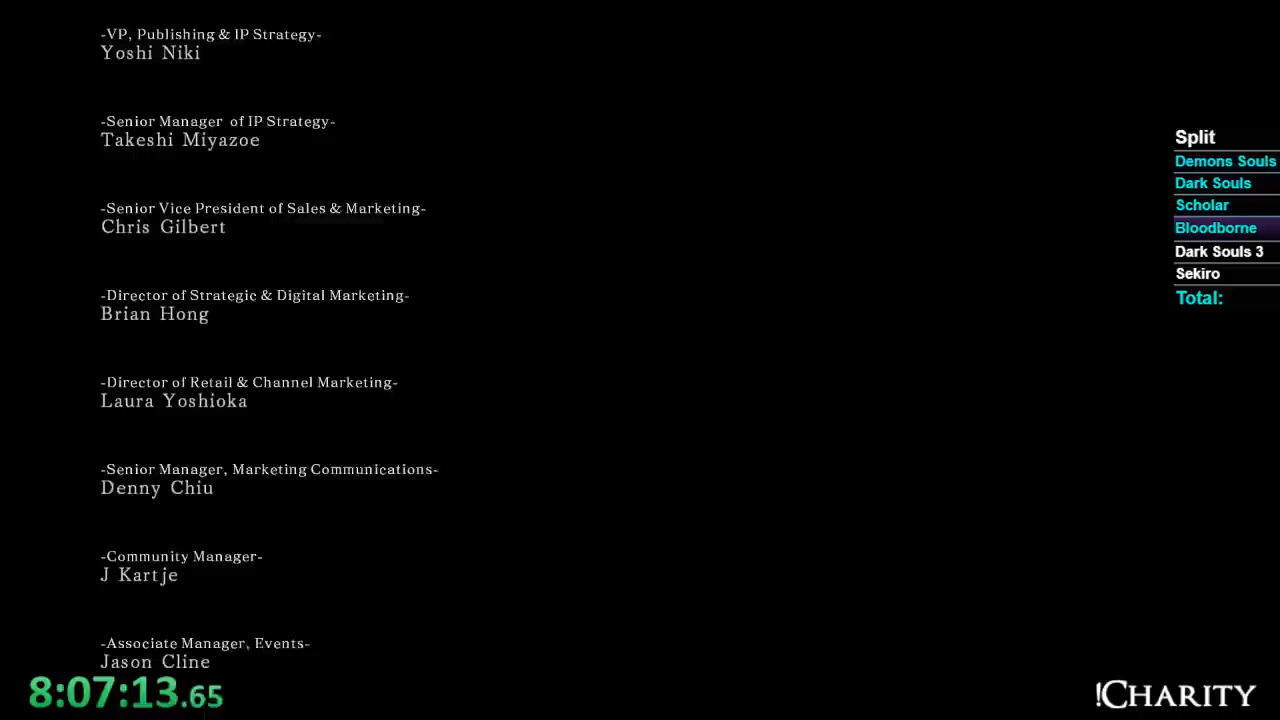 -VP, Publishing & IP Strategy-
Yoshi Niki
-Senior Manager of IP Strategy-
Takeshi Miyazoe
-Senior Vice President of Sales & Marketing-
Chris Gilbert
-Director of Strategic & Digital Marketing-
Brian Hong
-Director of Retail & Channel Marketing-
Laura Yoshioka
-Senior Manager, Marketing Communications-
Denny Chiu
-Community Manager-
J Kartje
-Associate Manager, Events-
Jason Cline
8:07:13.65
Split
Demons Souls
Dark Souls
Scholar
Bloodborne
Dark Souls 3
Sekiro
Total:
!CHARITY